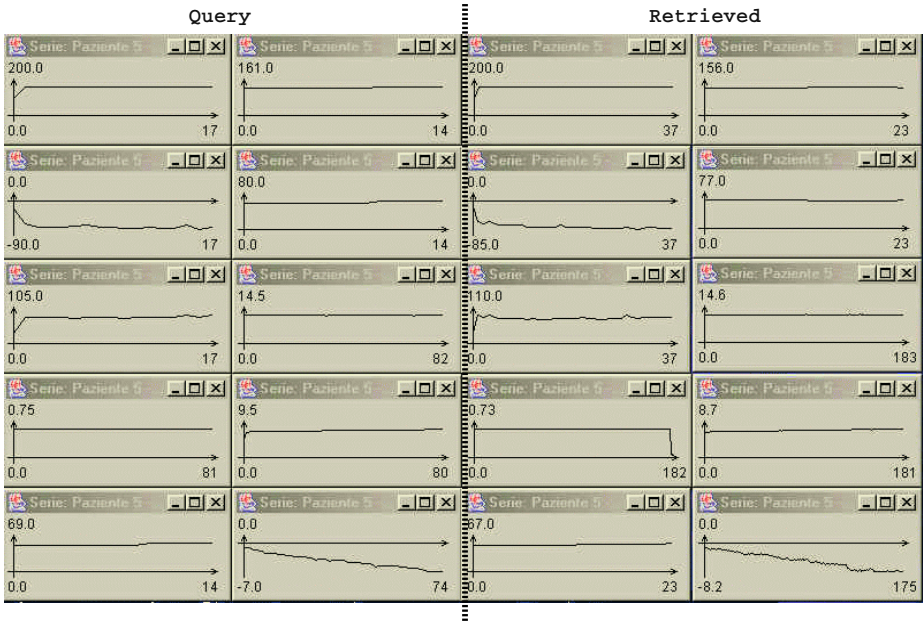 Query Retrieved
Serie: Paziente 5 Serie: Paziente 5 Serie: Paziente 5 Serie: Paziente 5
200.0 161.0 200.0 156.0
0.0 17 0.0 14 0.0 37 0.0 23
Serie: Paziente 5 Serie: Paziente 5 Serie: Paziente 5 Serie: Paziente 5
0.0 80.0 0.0 77.0
-90.0 17 0.0 14 85.0 37 0.0 23
Serie: Paziente 5 Serie: Paziente 5 Serie: Paziente 5 Serie: Paziente 5
105.0 14.5 110.0 14.6
0.0 17 0.0 82 0.0 37 0.0 183
Serie: Paziente 5 Serie: Paziente 5 Serie: Paziente 5 Serie: Paziente 5
0.75 9.5 0.73 8.7
0.0 81 0.0 80 0.0 182 0.0 181
Serie: Paziente 5 Serie: Paziente 5 Serie: Paziente 5 Serie: Paziente 5
69.0 0.0 67.0 0.0
0.0 14 -7.0 74 0.0 23 -8.2 175